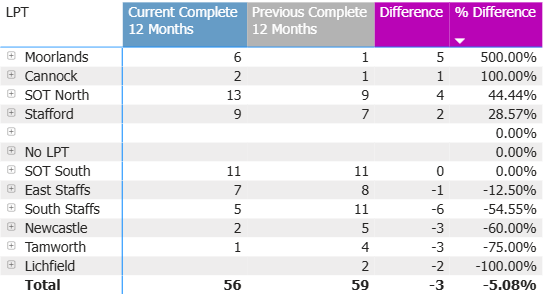 LPT Current Complete 12 Months Previous Complete 12 Months Difference % Difference
Moorlands 6 1 5 500.00%
Cannock 2 1 1 100.00%
SOT North 13 9 4 44.44%
Stafford 9 7 2 28.57%
0.00%
No LPT 0.00%
SOT South 11 11 0 0.00%
East Staffs 7 8 -1 -12.50%
South Staffs 5 11 -6 -54.55%
Newcastle 2 5 -3 -60.00%
Tamworth 1 4 -3 -75.00%
Lichfield 2 -2 -100.00%
Total 56 59 -3 -5.08%